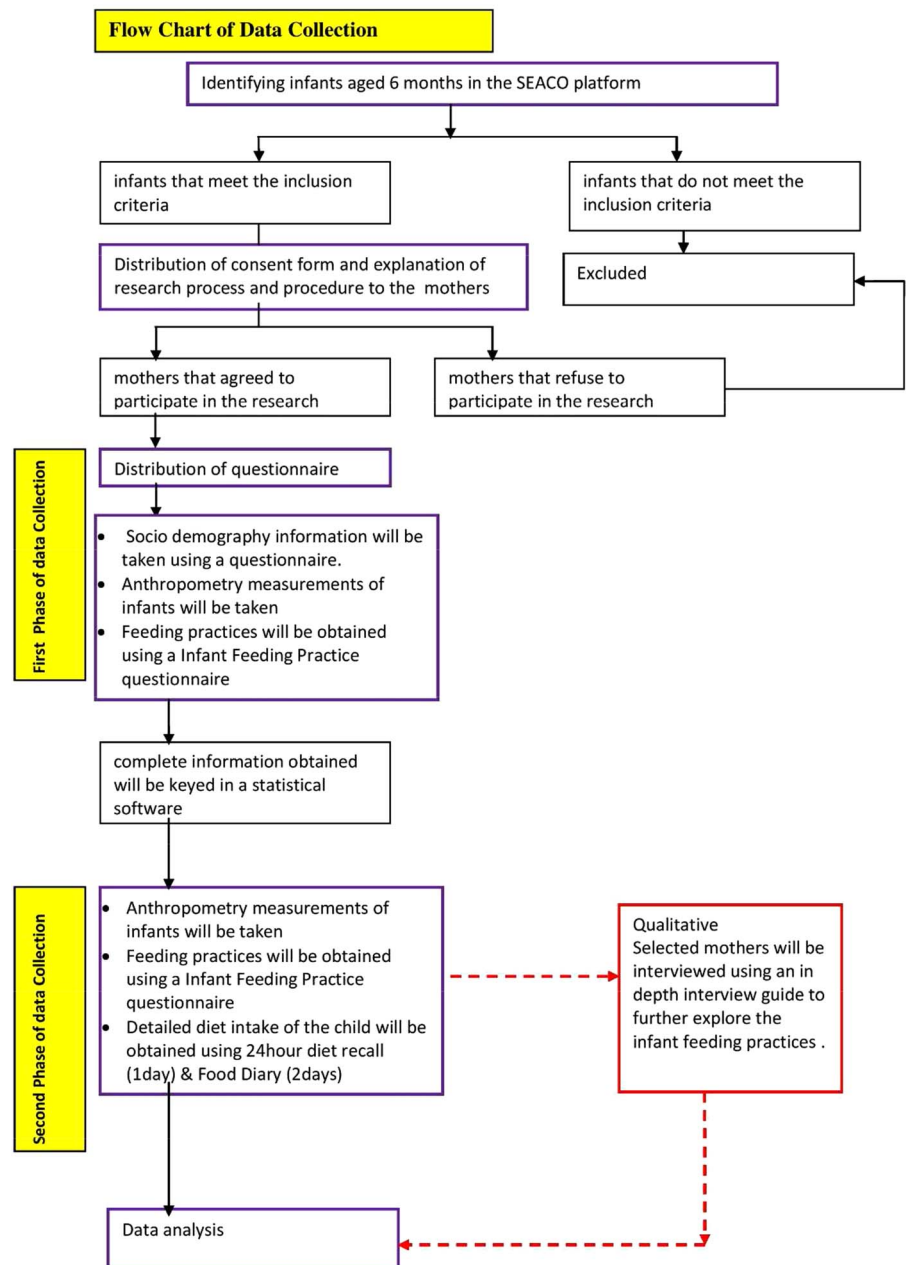 Flow Chart of Data Collection
Identifying infants aged 6 months in the SEACO platform
infants that meet the inclusion
criteria
infants that do not meet the
inclusion criteria
Distribution of consent form and explanation of
research process and procedure to the mothers
Excluded
mothers that agreed to
participate in the research
mothers that refuse to
participate in the research
First Phase of data Collection
Distribution of questionnaire
• Socio demography information will be
taken using a questionnaire.
• Anthropometry measurements of
infants will be taken
• Feeding practices will be obtained
using a Infant Feeding Practice
questionnaire
complete information obtained
will be keyed in a statistical
software
Second Phase of data Collection
• Anthropometry measurements of
infants will be taken
• Feeding practices will be obtained
using a Infant Feeding Practice
questionnaire
• Detailed diet intake of the child will be
obtained using 24hour diet recall
(1day) & Food Diary (2days)
Qualitative
Selected mothers will be
interviewed using an in
depth interview guide to
further explore the
infant feeding practices .
Data analysis